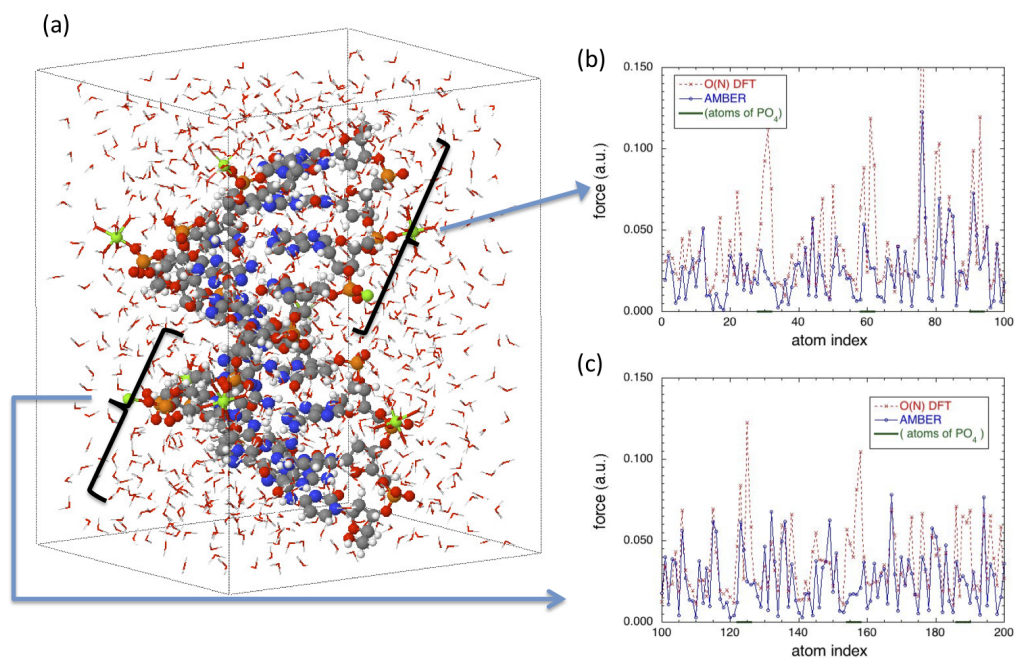 (a)
(b)
0.150
0.100
0.050
0.000
force (a.u.)
O(N) DFT
AMBER
(atoms of PO4)
0 20 40 60 80 100
atom index
(c)
0.150
0.100
0.050
0.000
force (a.u.)
O(N) DFT
AMBER
( atoms of PO4 )
100 120 140 160 180 200
atom index